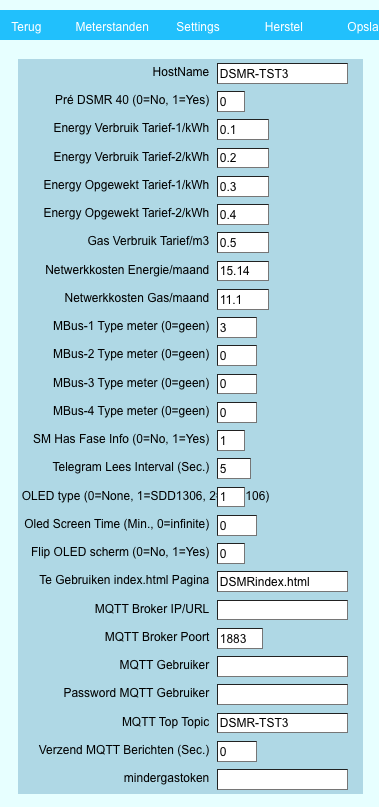 Terug Meterstanden Settings Herstel Opsla
HostName DSMR-TST3
Pré DSMR 40 (0=No, 1=Yes) 0
Energy Verbruik Tarief-1/kWh 0.1
Energy Verbruik Tarief-2/kWh 0.2
Energy Opgewekt Tarief-1/kWh 0.3
Energy Opgewekt Tarief-2/kWh 0.4
Gas Verbruik Tarief/m3 0.5
Netwerkkosten Energie/maand 15.14
Netwerkkosten Gas/maand 11.1
MBus-1 Type meter (0=geen) 3
MBus-2 Type meter (0=geen) 0
MBus-3 Type meter (0=geen) 0
MBus-4 Type meter (0=geen) 0
SM Has Fase Info (0=No, 1=Yes) 1
Telegram Lees Interval (Sec.) 5
OLED type (0=None, 1=SDD1306, 2 1 106)
Oled Screen Time (Min., 0=infinite) 0
Flip OLED scherm (0=No, 1=Yes) 0
Te Gebruiken index.html Pagina DSMRindex.html
MQTT Broker IP/URL
MQTT Broker Poort 1883
MQTT Gebruiker
Password MQTT Gebruiker
MQTT Top Topic DSMR-TST3
Verzend MQTT Berichten (Sec.) 0
mindergastoken